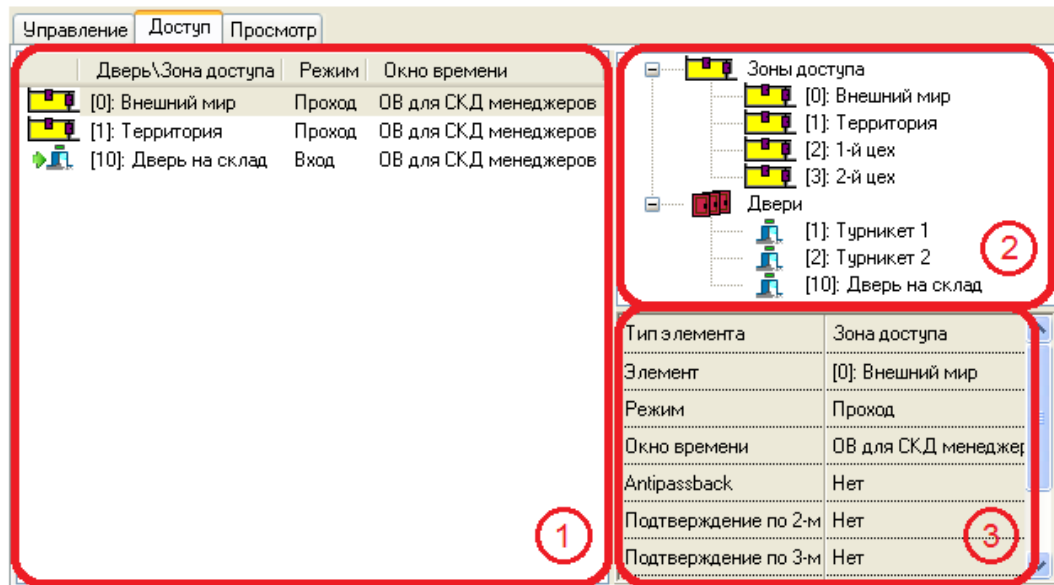 Управление Доступ Просмотр
Дверь\Зона доступа Режим Окно времени
[0]: Внешний мир Проход ОВ для СКД менеджеров
[1]: Территория Проход ОВ для СКД менеджеров
[10]: Дверь на склад Вход ОВ для СКД менеджеров
1
Зоны доступа
[0]: Внешний мир
[1]: Территория
[2]: 1-й цех
[3]: 2-й цех
Двери
[1]: Турникет 1
[2]: Турникет 2
[10]: Дверь на склад
2
Тип элемента Зона доступа
Элемент [0]: Внешний мир
Режим Проход
Окно времени ОВ для СКД менеджер
Antipassback Нет
Подтверждение по 2-м Нет
Подтверждение по 3-м Нет
3